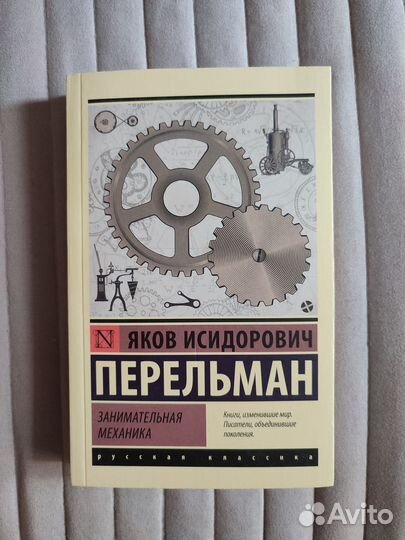 N ЯКОВ ИСИДОРОВИЧ
ПЕРЕЛЬМАН
ЗАНИМАТЕЛЬНАЯ
МЕХАНИКА
Книги, изменившие мир.
Писатели, объединившие
поколения.
русская классика
Avito